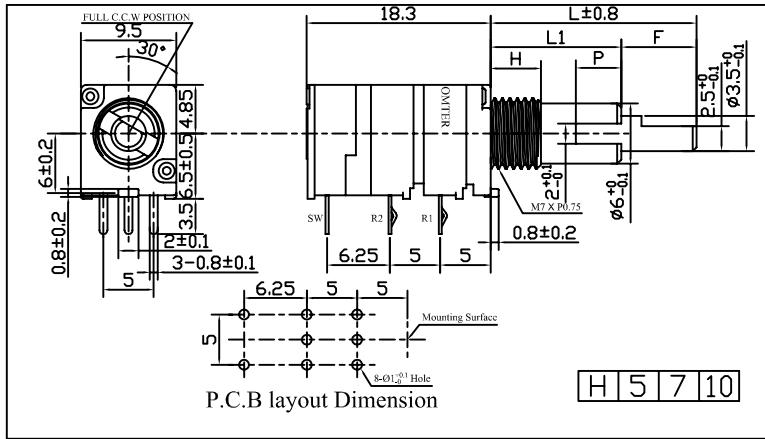 FULL C.C.W POSITION
9.5
30°
18.3
L±0.8
L1
F
H
P
2.5+0-0.1
ø3.5+0-0.1
OMTER
4.85
6.5±0.5
6±0.2
3.5
0.8±0.2
2±0.1
3-0.8±0.1
5
SW
R2
R1
6.25
5
5
2+0.1-0
M7 X P0.75
ø6+0-0.1
0.8±0.2
6.25
5
5
5
Mounting Surface
8-Ø1+0.1-0 Hole
P.C.B layout Dimension
H 5 7 10